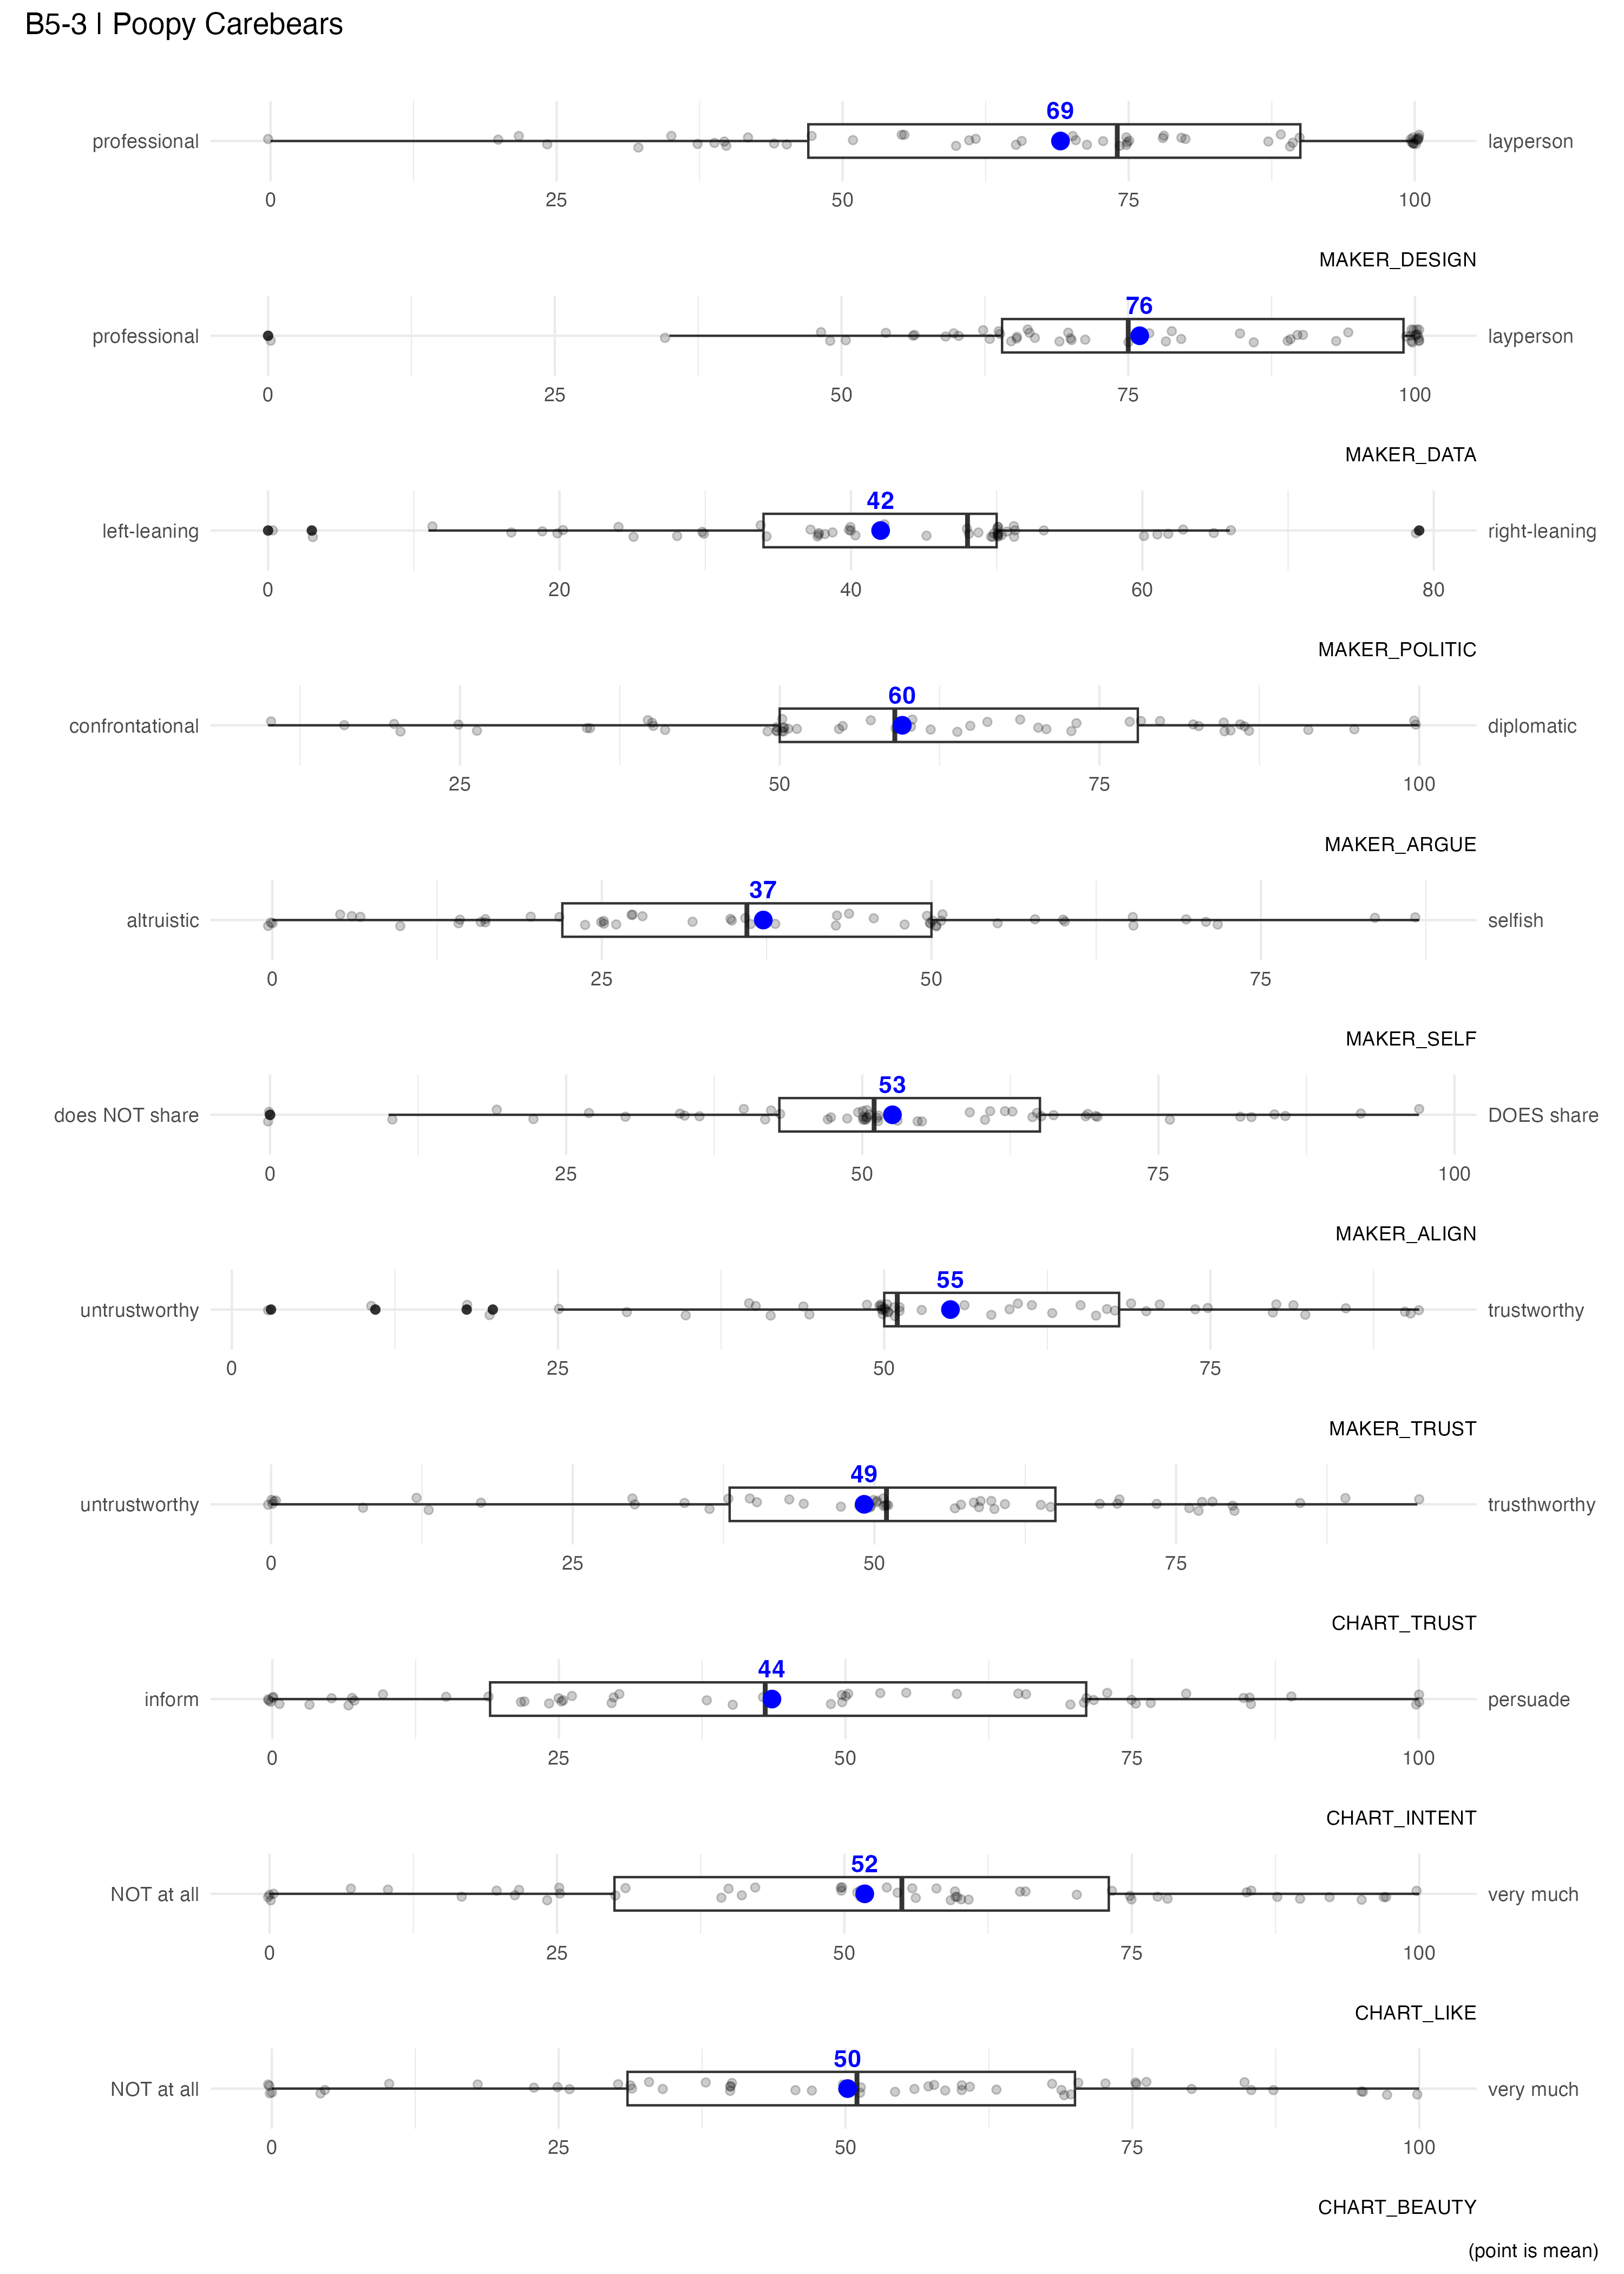 B5-3 | Poopy Carebears
69
professional layperson
0 25 50 75 100
MAKER_DESIGN
76
professional layperson
0 25 50 75 100
MAKER_DATA
42
left-leaning right-leaning
0 20 40 60 80
MAKER_POLITIC
60
confrontational diplomatic
25 50 75 100
MAKER_ARGUE
37
altruistic selfish
0 25 50 75
MAKER_SELF
53
does NOT share DOES share
0 25 50 75 100
MAKER_ALIGN
55
untrustworthy trustworthy
0 25 50 75
MAKER_TRUST
49
untrustworthy trusthworthy
0 25 50 75
CHART_TRUST
44
inform persuade
0 25 50 75 100
CHART_INTENT
52
NOT at all very much
0 25 50 75 100
CHART_LIKE
50
NOT at all very much
0 25 50 75 100
CHART_BEAUTY
(point is mean)